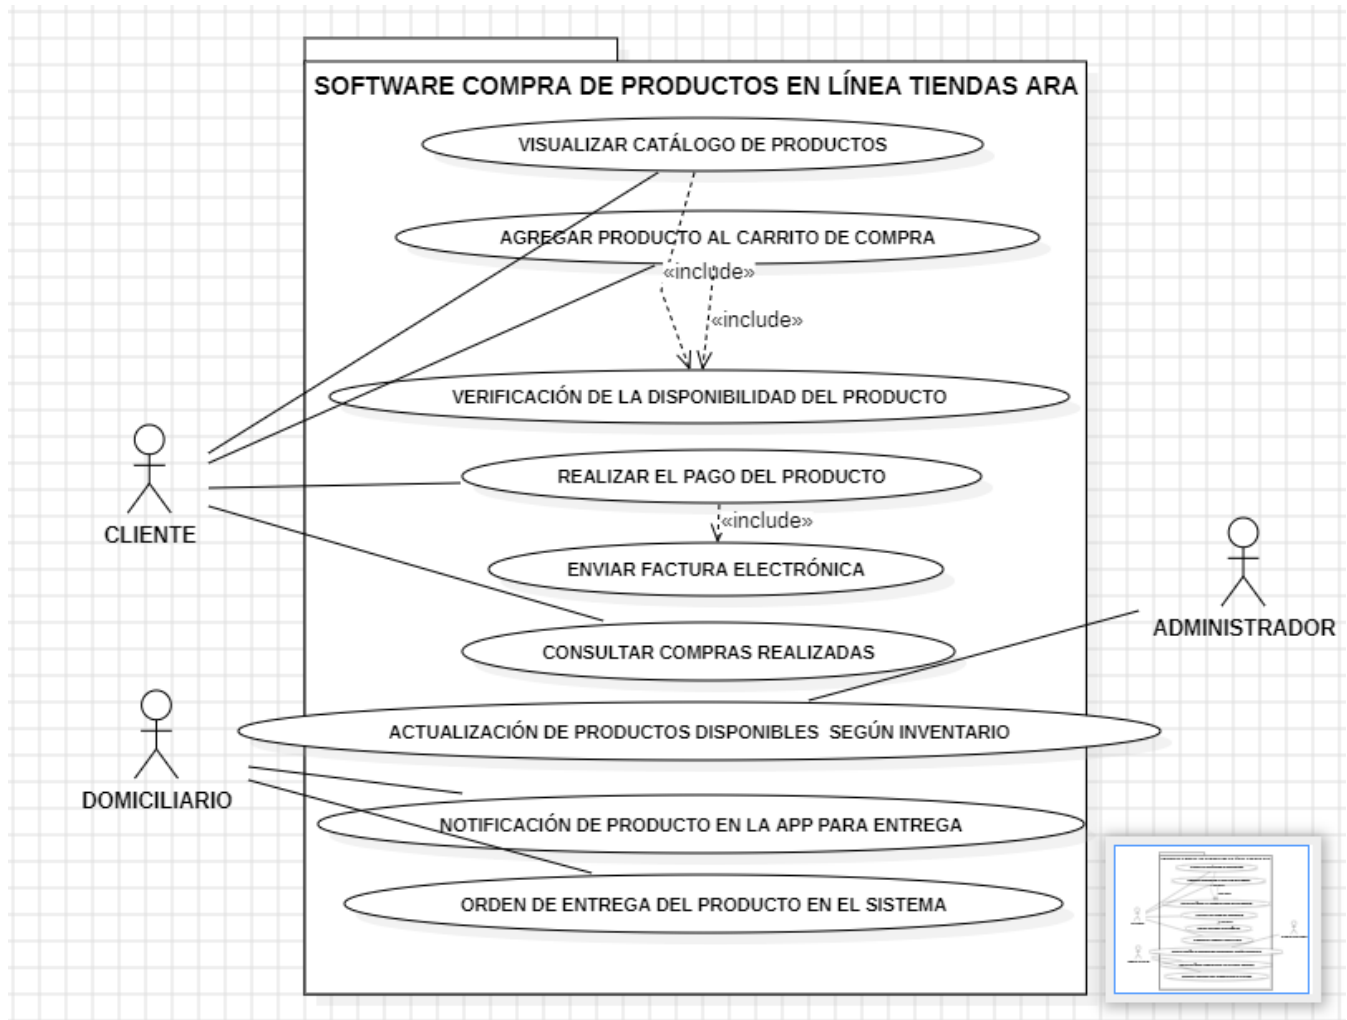 SOFTWARE COMPRA DE PRODUCTOS EN LÍNEA TIENDAS ARA
VISUALIZAR CATÁLOGO DE PRODUCTOS
AGREGAR PRODUCTO AL CARRITO DE COMPRA
«include»
«include»
VERIFICACIÓN DE LA DISPONIBILIDAD DEL PRODUCTO
REALIZAR EL PAGO DEL PRODUCTO
«include»
CLIENTE
ENVIAR FACTURA ELECTRÓNICA
ADMINISTRADOR
CONSULTAR COMPRAS REALIZADAS
ACTUALIZACIÓN DE PRODUCTOS DISPONIBLES SEGÚN INVENTARIO
DOMICILIARIO
NOTIFICACIÓN DE PRODUCTO EN LA APP PARA ENTREGA
ORDEN DE ENTREGA DEL PRODUCTO EN EL SISTEMA